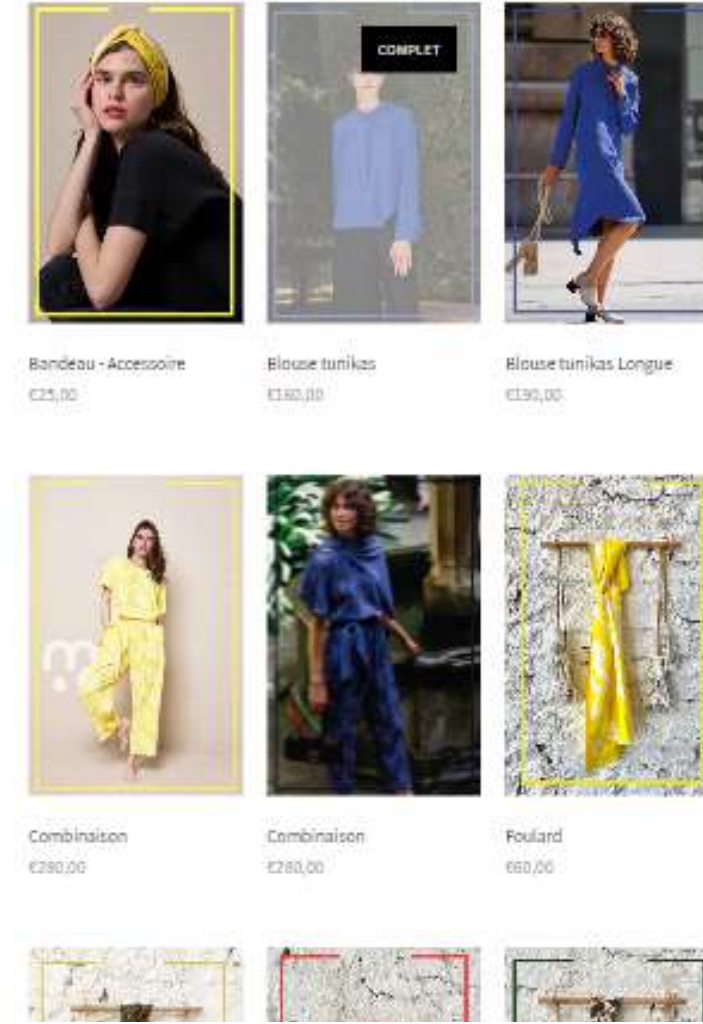 COMPLET
Bandeau - Accessoire
Blouse tunikas
Blouse tunikas Longue
€25,00
€160,00
€190,00
Combinaison
Combinaison
Foulard
€280,00
€280,00
€60,00